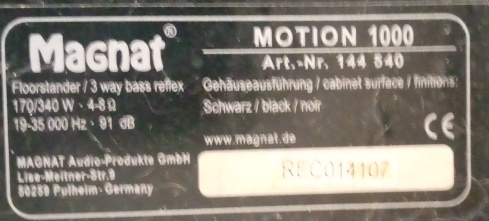 Magnat®
Floorstander / 3 way bass reflex
170/340 W - 4-8 Ω
19-35 000 Hz - 91 dB
MAGNAT Audio-Produkte GmbH
Lise-Meitner-Str.9
50259 Pulheim - Germany
MOTION 1000
Art.-Nr. 144 840
Gehäuseausführung / cabinet surface / finitions:
Schwarz / black / noir
www.magnat.de
CE
REC014107